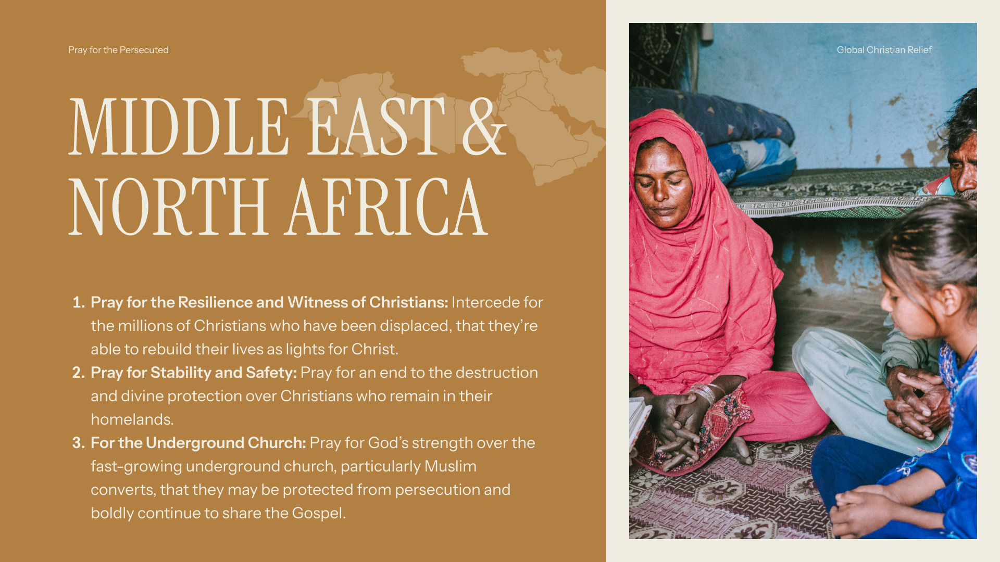 Pray for the Persecuted
Global Christian Relief
MIDDLE EAST &
NORTH AFRICA
1. Pray for the Resilience and Witness of Christians: Intercede for
the millions of Christians who have been displaced, that they’re
able to rebuild their lives as lights for Christ.
2. Pray for Stability and Safety: Pray for an end to the destruction
and divine protection over Christians who remain in their
homelands.
3. For the Underground Church: Pray for God’s strength over the
fast-growing underground church, particularly Muslim
converts, that they may be protected from persecution and
boldly continue to share the Gospel.